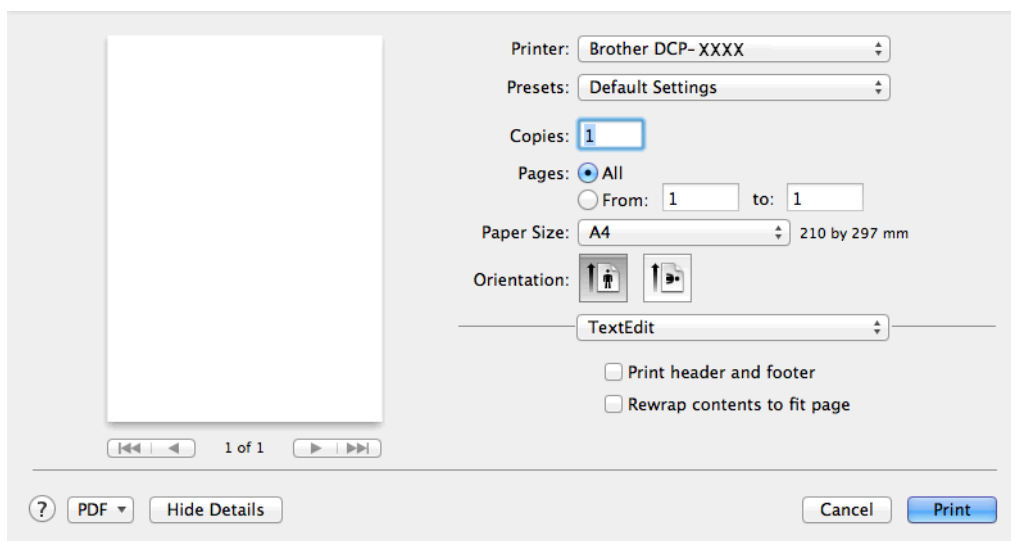 Printer: Brother DCP-XXXX
Presets: Default Settings
Copies: 1
Pages: All
From: 1 to: 1
Paper Size: A4 210 by 297 mm
Orientation:
TextEdit
Print header and footer
Rewrap contents to fit page
1 of 1
? PDF Hide Details Cancel Print